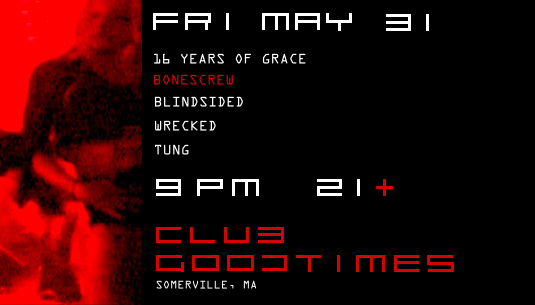 FRI MAY 31
16 YEARS OF GRACE
BONESCREW
BLINDSIDED
WRECKED
TUNG
9PM 21+
CLUB
GOODTIMES
SOMERVILLE, MA